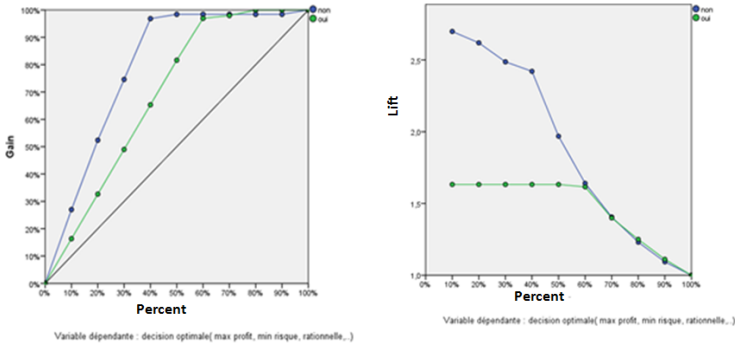 non
oui
100%
90%
80%
70%
60%
50%
40%
30%
20%
10%
0%
Gain
0% 10% 20% 30% 40% 50% 60% 70% 80% 90% 100%
Percent
Variable dépendante : decision optimale( max profit, min risque, rationnelle,..)
non
oui
2,5
2,0
1,5
1,0
Lift
0% 10% 20% 30% 40% 50% 60% 70% 80% 90% 100%
Percent
Variable dépendante : decision optimale( max profit, min risque, rationnelle,..)